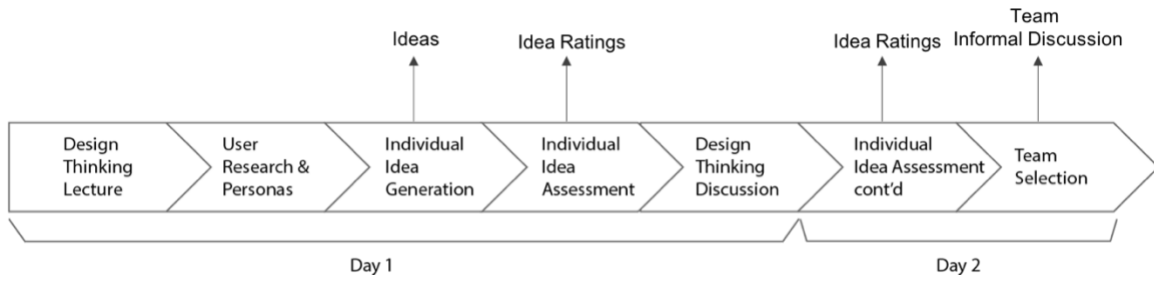 Ideas
Idea Ratings
Idea Ratings
Team
Informal Discussion
Design
Thinking
Lecture
User
Research &
Personas
Individual
Idea
Generation
Individual
Idea
Assessment
Design
Thinking
Discussion
Individual
Idea Assessment
cont'd
Team
Selection
Day 1
Day 2